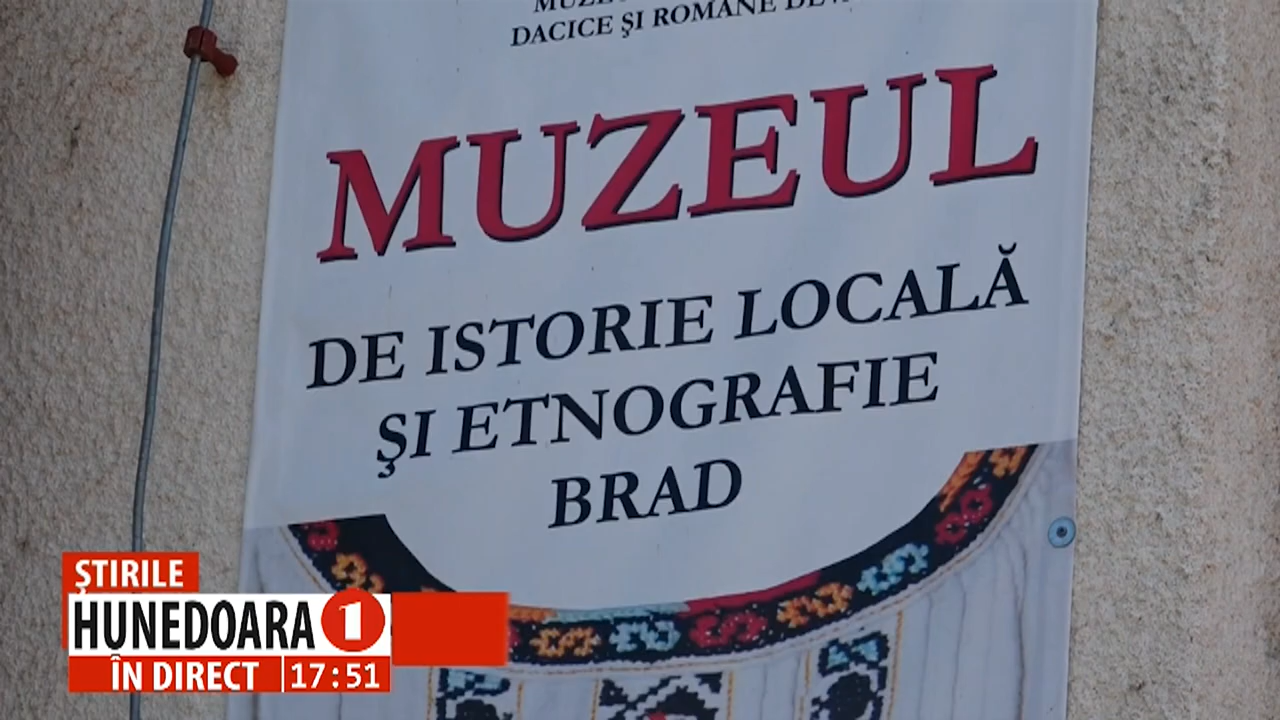 DACICE ŞI ROMANE
MUZEUL
DE ISTORIE LOCALĂ
ŞI ETNOGRAFIE
BRAD
ŞTIRILE
HUNEDOARA 1
ÎN DIRECT 17:51